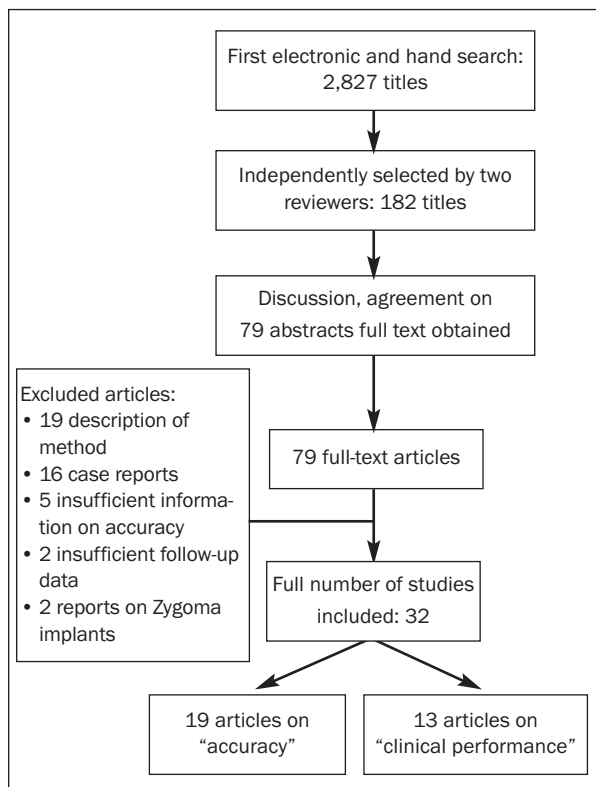 First electronic and hand search:
2,827 titles
Independently selected by two
reviewers: 182 titles
Discussion, agreement on
79 abstracts full text obtained
Excluded articles:
• 19 description of
method
• 16 case reports
• 5 insufficient informa-
tion on accuracy
• 2 insufficient follow-up
data
• 2 reports on Zygoma
implants
79 full-text articles
Full number of studies
included: 32
19 articles on
“accuracy”
13 articles on
“clinical performance”